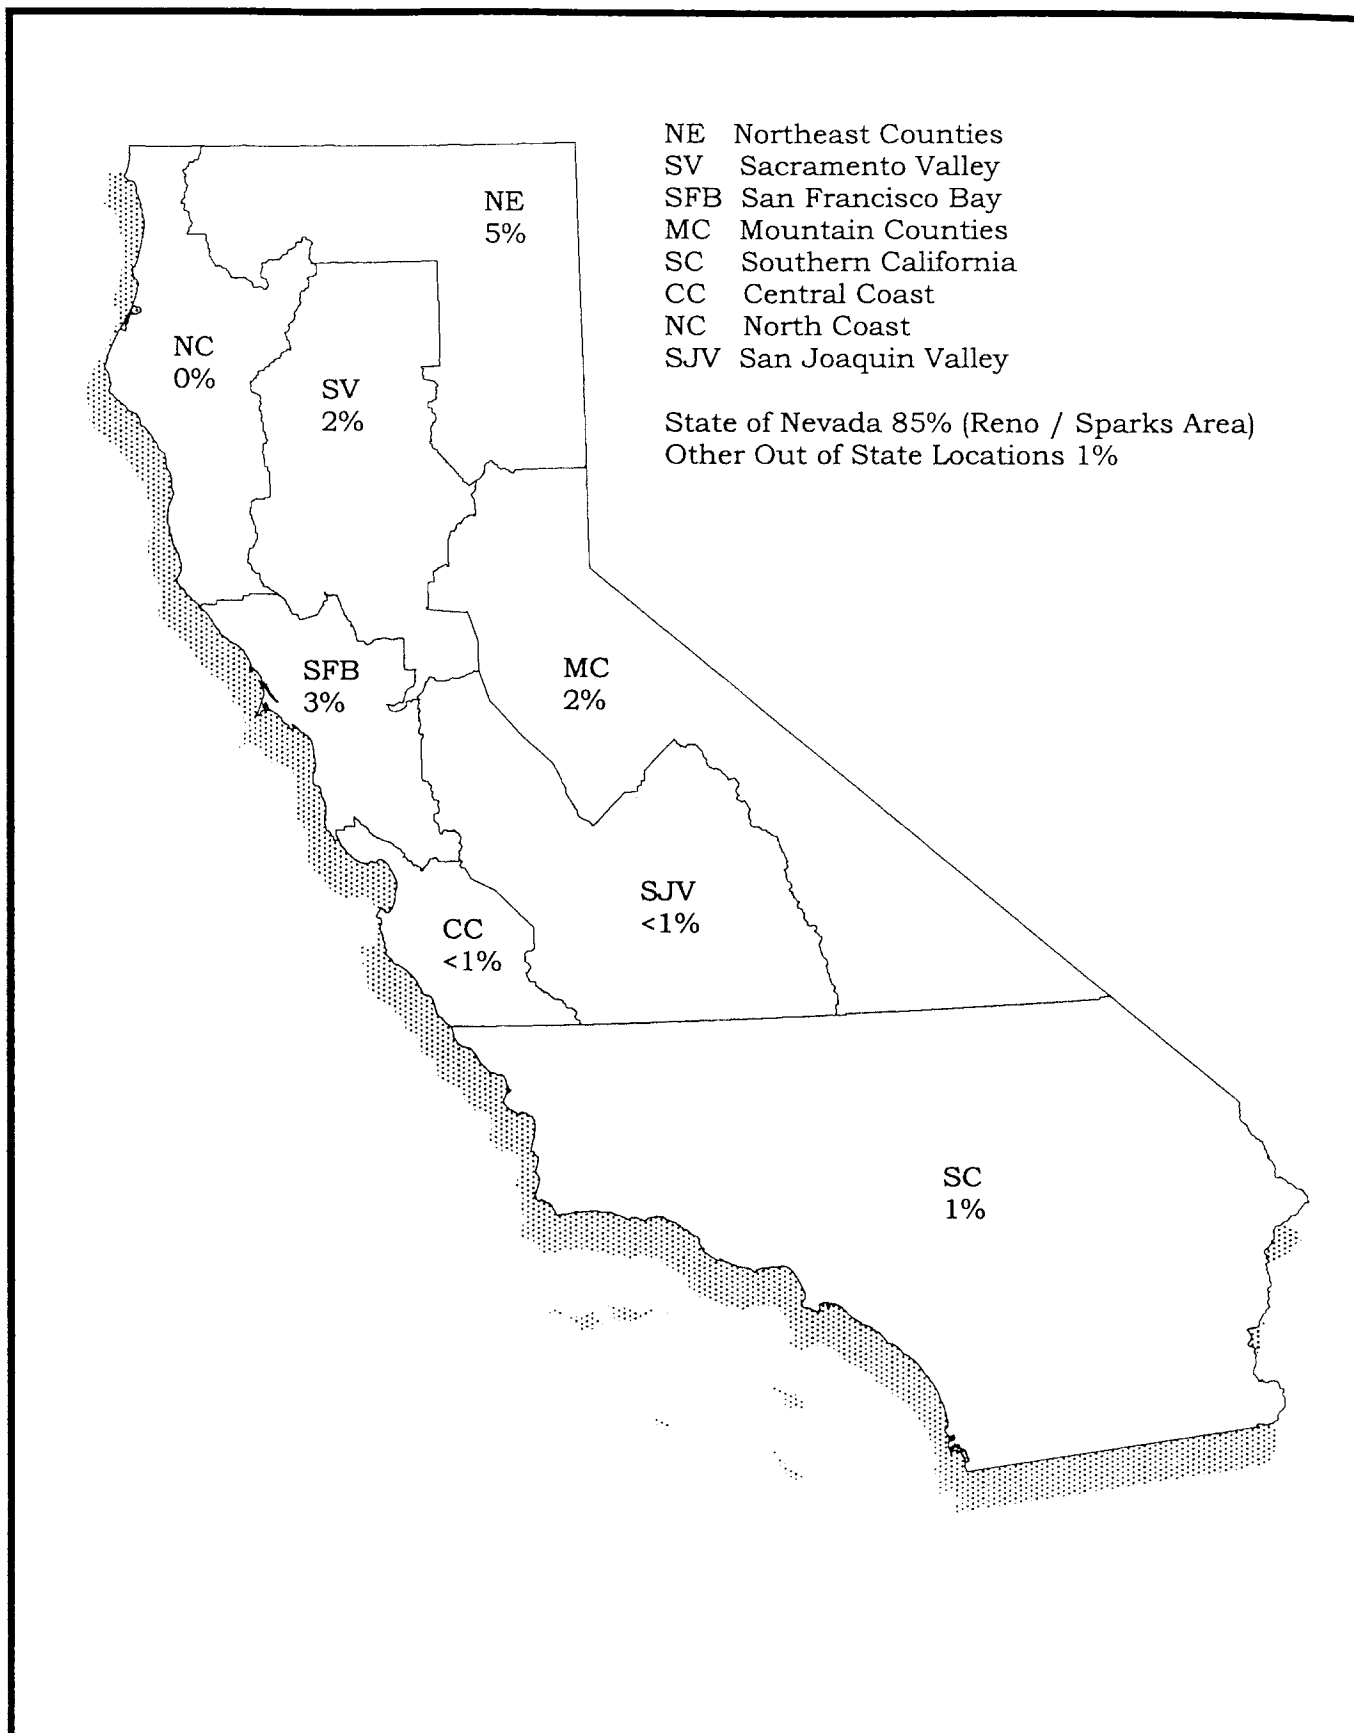 NE Northeast Counties
SV Sacramento Valley
SFB San Francisco Bay
MC Mountain Counties
SC Southern California
CC Central Coast
NC North Coast
SJV San Joaquin Valley
State of Nevada 85% (Reno / Sparks Area)
Other Out of State Locations 1%
NE
5%
NC
0%
SV
2%
SFB
3%
MC
2%
SJV
<1%
CC
<1%
SC
1%